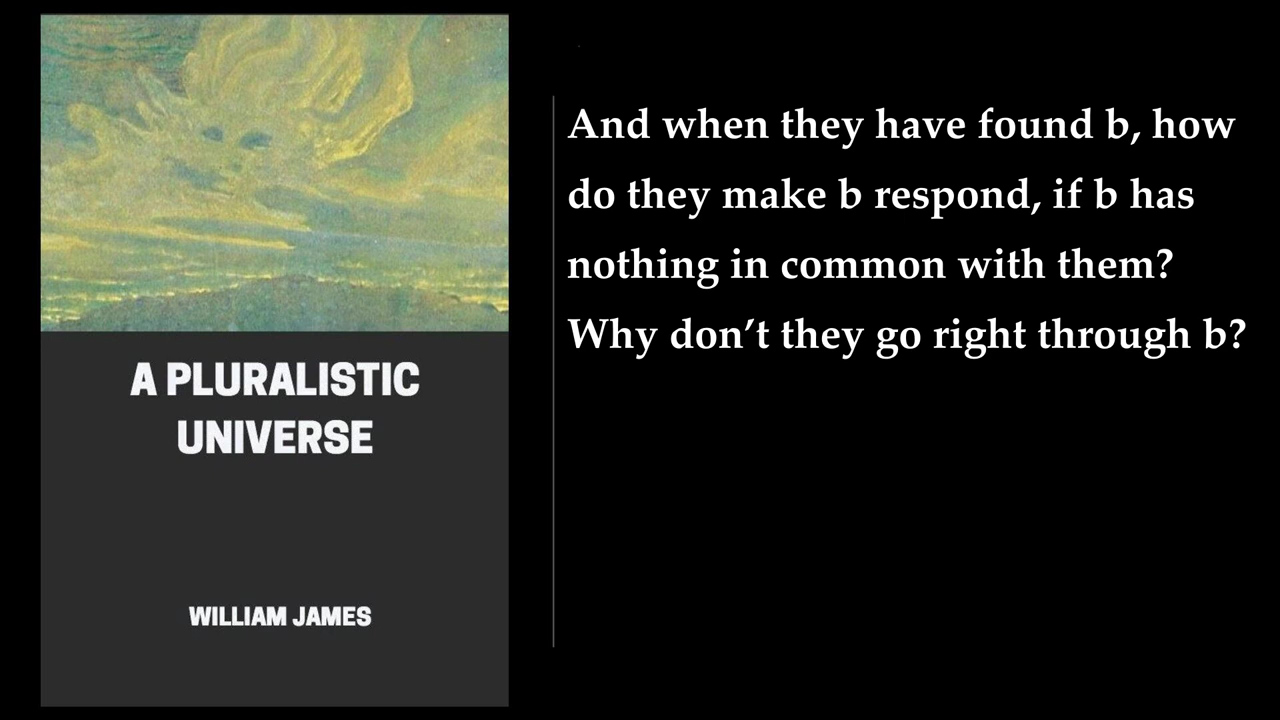 A PLURALISTIC
UNIVERSE
WILLIAM JAMES
And when they have found b, how
do they make b respond, if b has
nothing in common with them?
Why don’t they go right through b?